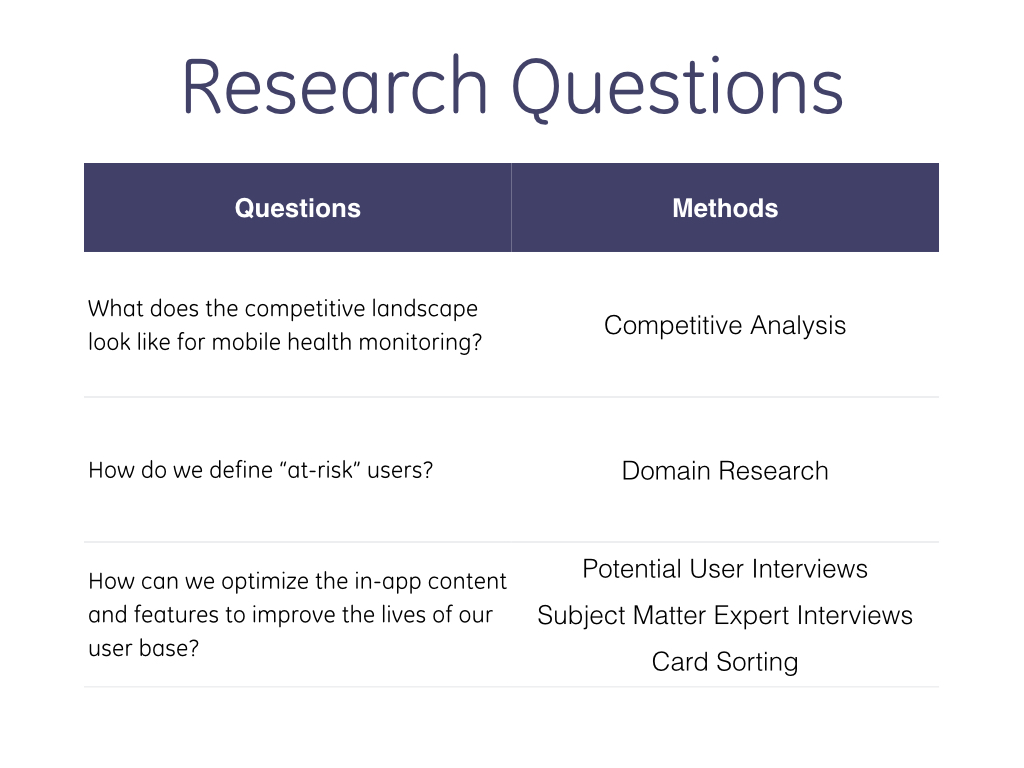 Research Questions
Questions
Methods
What does the competitive landscape
look like for mobile health monitoring?
Competitive Analysis
How do we define “at-risk” users?
Domain Research
How can we optimize the in-app content
and features to improve the lives of our
user base?
Potential User Interviews
Subject Matter Expert Interviews
Card Sorting